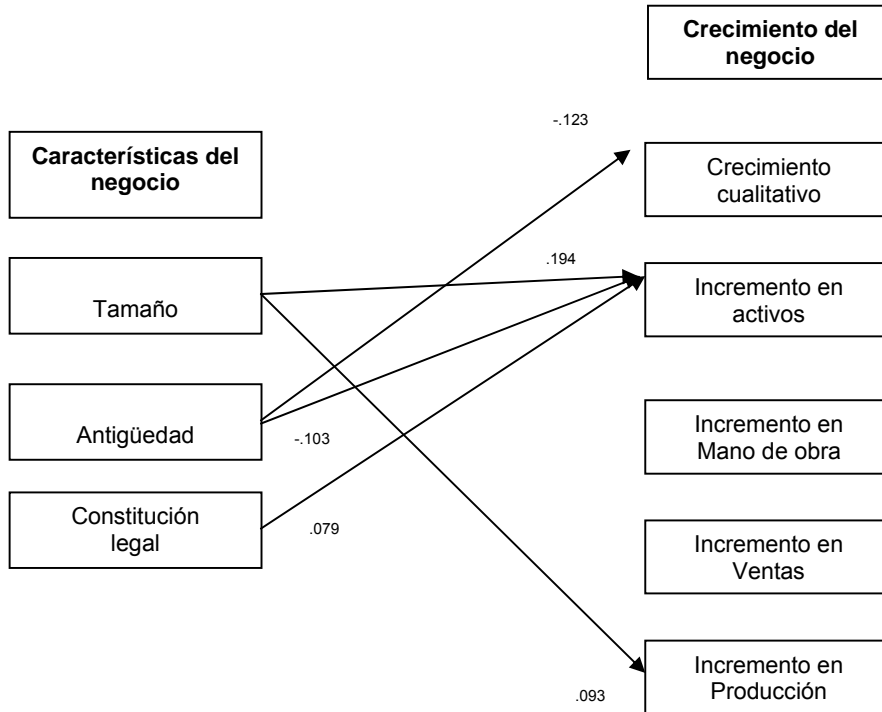 Crecimiento del
negocio
-.123
Características del
negocio
Crecimiento
cualitativo
.194
Tamaño
Incremento en
activos
Antigüedad
-.103
Incremento en
Mano de obra
Constitución
legal
.079
Incremento en
Ventas
.093
Incremento en
Producción